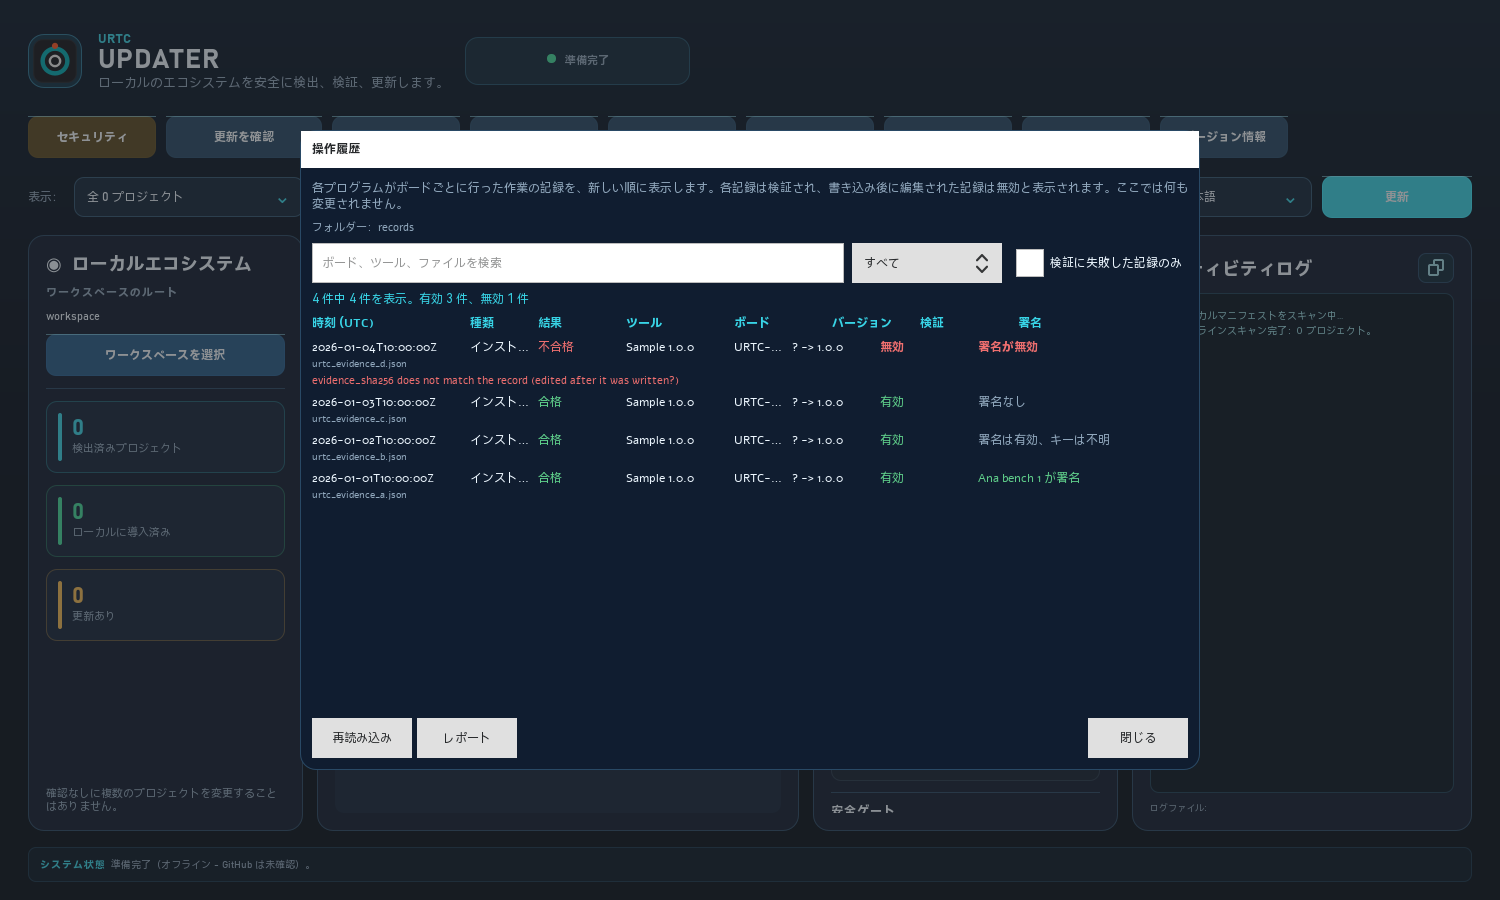 URTC
UPDATER
ローカルのエコシステムを安全に検出、検証、更新します。
準備完了
セキュリティ
更新を確認
ージョン情報
表示:
全 0 プロジェクト
語
更新
操作履歴
各プログラムがボードごとに行った作業の記録を、新しい順に表示します。各記録は検証され、書き込み後に編集された記録は無効と表示されます。ここでは何も
変更されません。
フォルダー: records
ボード、ツール、ファイルを検索
すべて
検証に失敗した記録のみ
4 件中 4 件を表示。有効 3 件、無効 1 件
時刻 (UTC) 種類 結果 ツール ボード バージョン 検証 署名
2026-01-04T10:00:00Z インスト... 不合格 Sample 1.0.0 URTC-... ? -> 1.0.0 無効 署名が無効
urtc_evidence_d.json
evidence_sha256 does not match the record (edited after it was written?)
2026-01-03T10:00:00Z インスト... 合格 Sample 1.0.0 URTC-... ? -> 1.0.0 有効 署名なし
urtc_evidence_c.json
2026-01-02T10:00:00Z インスト... 合格 Sample 1.0.0 URTC-... ? -> 1.0.0 有効 署名は有効、キーは不明
urtc_evidence_b.json
2026-01-01T10:00:00Z インスト... 合格 Sample 1.0.0 URTC-... ? -> 1.0.0 有効 Ana bench 1 が署名
urtc_evidence_a.json
再読み込み
レポート
閉じる
ローカルエコシステム
ワークスペースのルート
workspace
ワークスペースを選択
0
検出済みプロジェクト
0
ローカルに導入済み
0
更新あり
確認なしに複数のプロジェクトを変更すること
はありません。
安全ゲート
ィビティログ
カルマニフェストをスキャン中...
ラインスキャン完了: 0 プロジェクト。
ログファイル:
システム状態 準備完了（オフライン - GitHub は未確認）。